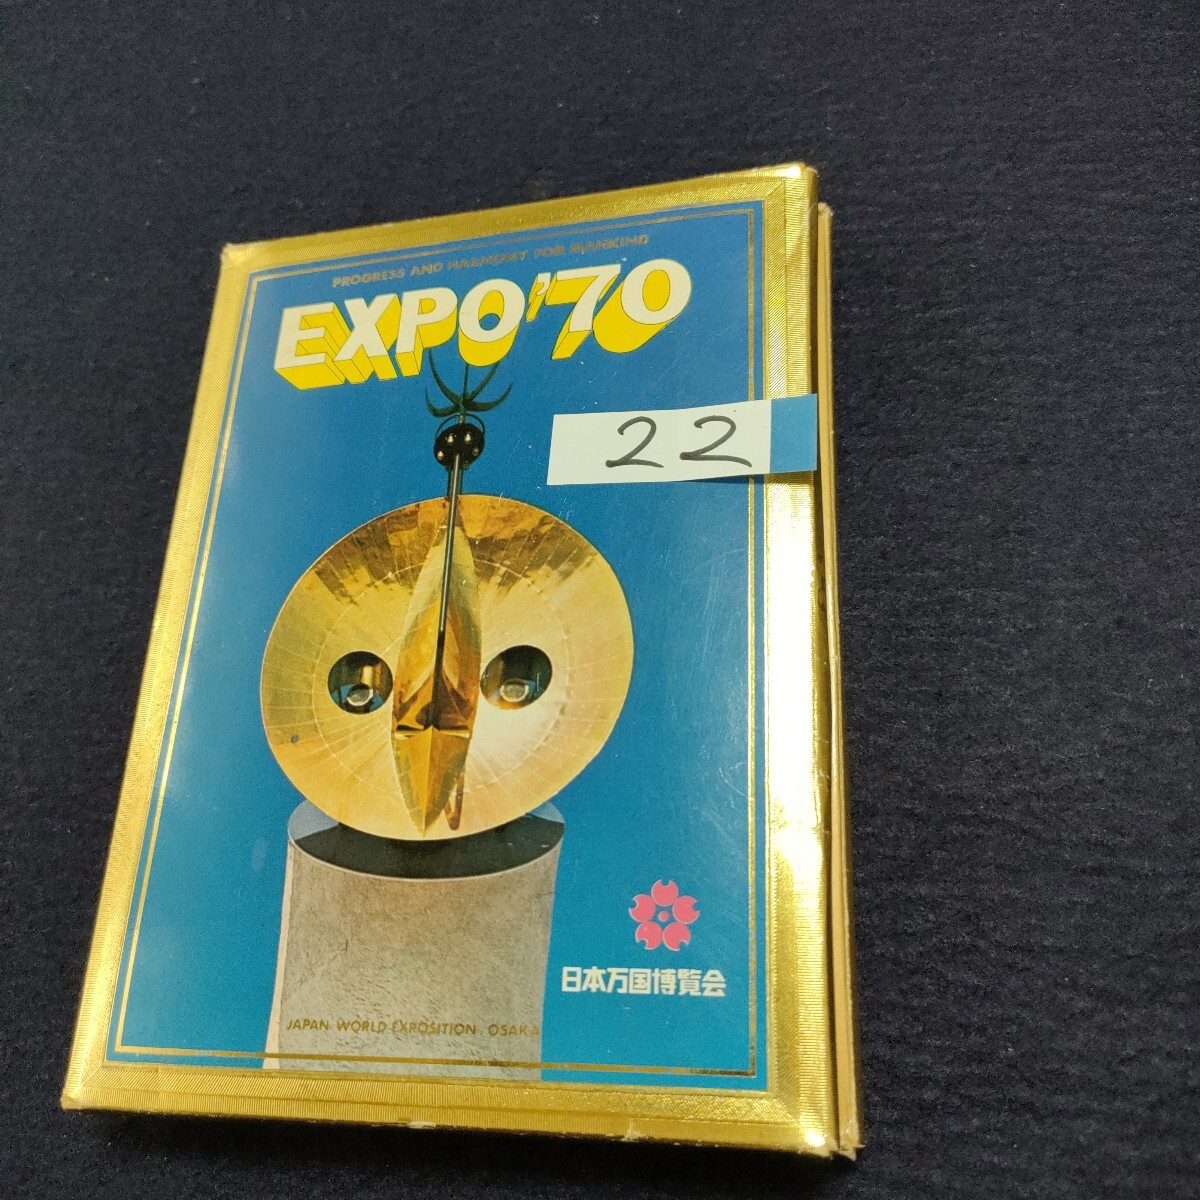 PROGRESS AND HARMONY FOR MANKIND
EXPO'70
22
日本万国博覧会
JAPAN WORLD EXPOSITION, OSAKA